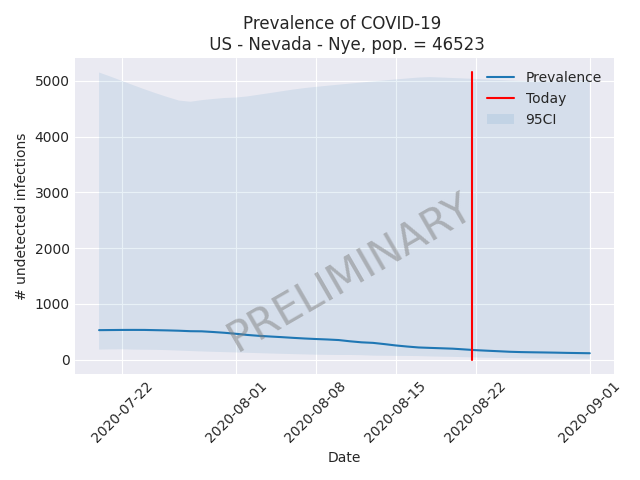 Prevalence of COVID-19
US - Nevada - Nye, pop. = 46523
# undetected infections
5000
4000
3000
2000
1000
0
Prevalence
Today
95CI
PRELIMINARY
2020-07-22
2020-08-01
2020-08-08
2020-08-15
2020-08-22
2020-09-01
Date